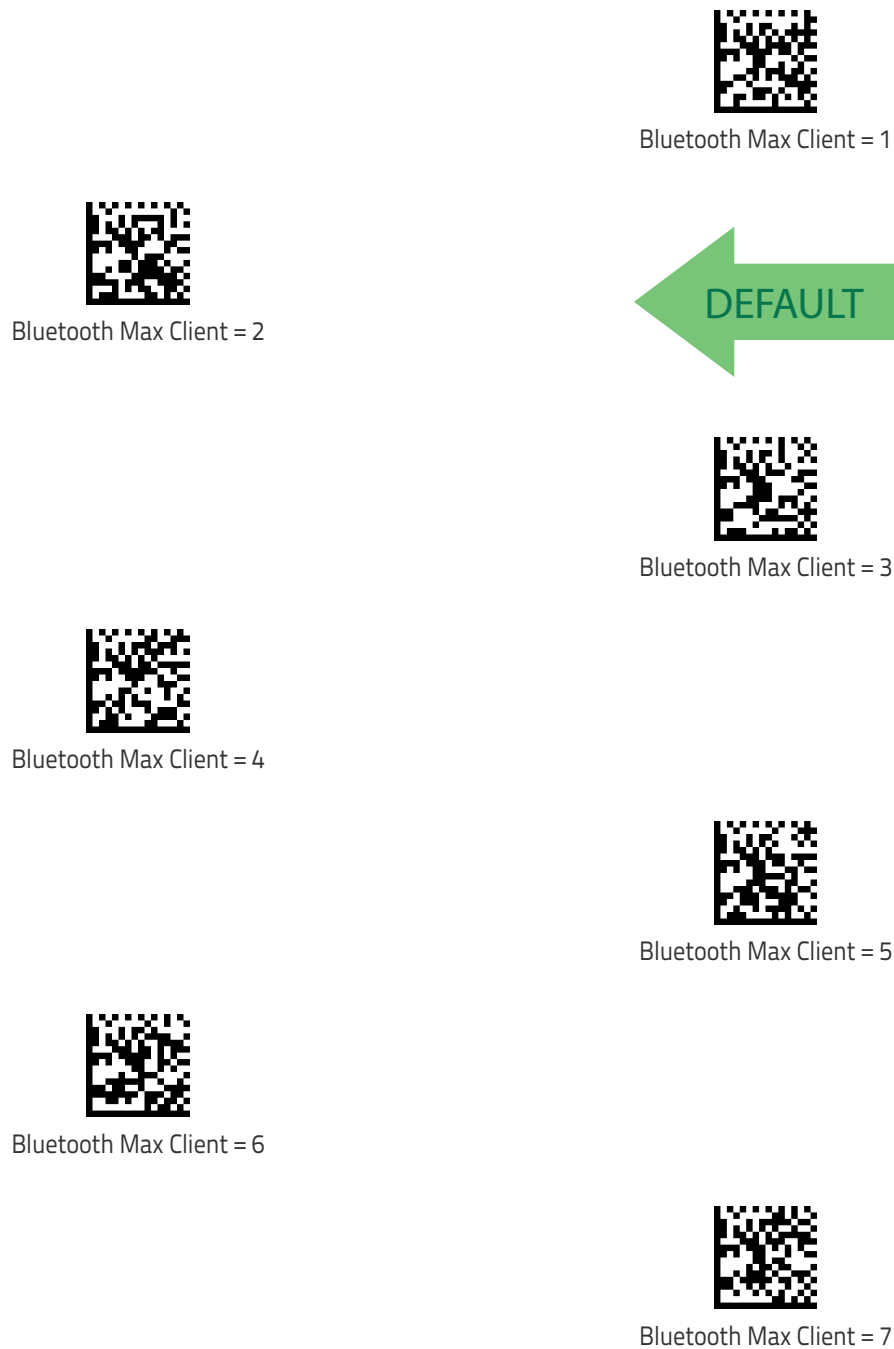 Bluetooth Max Client = 1
Bluetooth Max Client = 2
DEFAULT
Bluetooth Max Client = 3
Bluetooth Max Client = 4
Bluetooth Max Client = 5
Bluetooth Max Client = 6
Bluetooth Max Client = 7